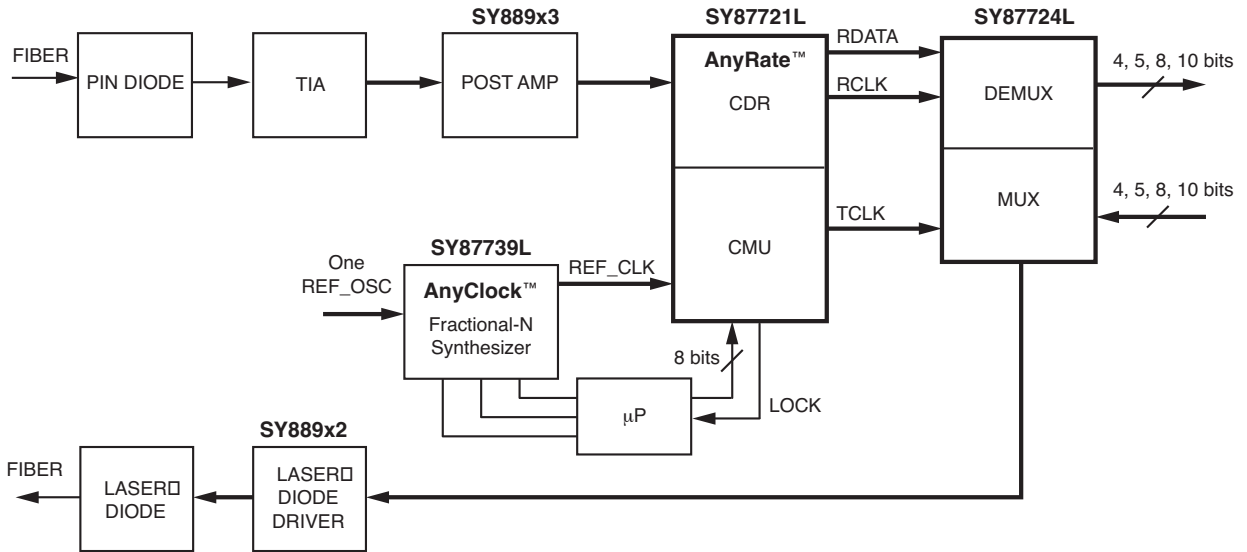 SY889x3
SY87721L
SY87724L
FIBER
PIN DIODE
TIA
POST AMP
AnyRate™
CDR
RDATA
RCLK
DEMUX
4, 5, 8, 10 bits
MUX
4, 5, 8, 10 bits
TCLK
CMU
SY87739L
One
REF_OSC
AnyClock™
Fractional-N
Synthesizer
REF_CLK
8 bits
μP
LOCK
SY889x2
FIBER
LASER
DIODE
LASER
DIODE
DRIVER